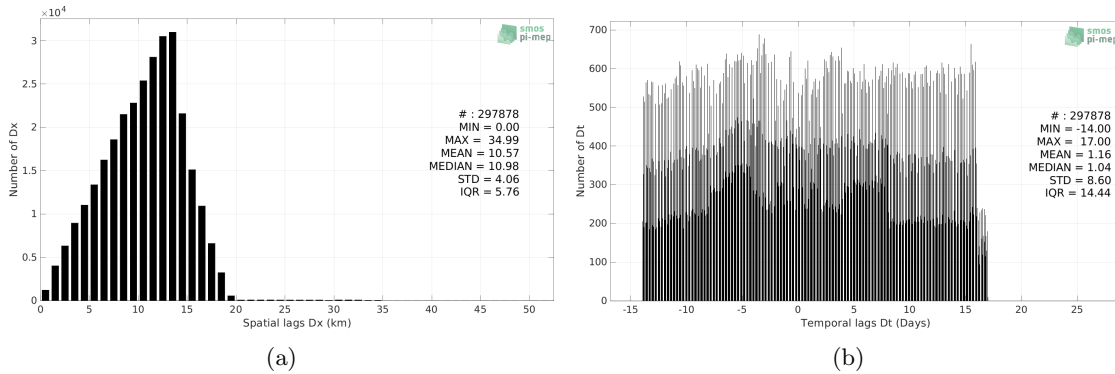 ×10⁴
3
2.5
2
1.5
1
0.5
0
Number of Dx
0 5 10 15 20 25 30 35 40 45 50
Spatial lags Dx (km)
smos
pi-mep
# : 297878
MIN = 0.00
MAX = 34.99
MEAN = 10.57
MEDIAN = 10.98
STD = 4.06
IQR = 5.76
(a)
700
600
500
400
300
200
100
0
Number of Dt
-15 -10 -5 0 5 10 15 20 25
Temporal lags Dt (Days)
smos
pi-mep
# : 297878
MIN = -14.00
MAX = 17.00
MEAN = 1.16
MEDIAN = 1.04
STD = 8.60
IQR = 14.44
(b)